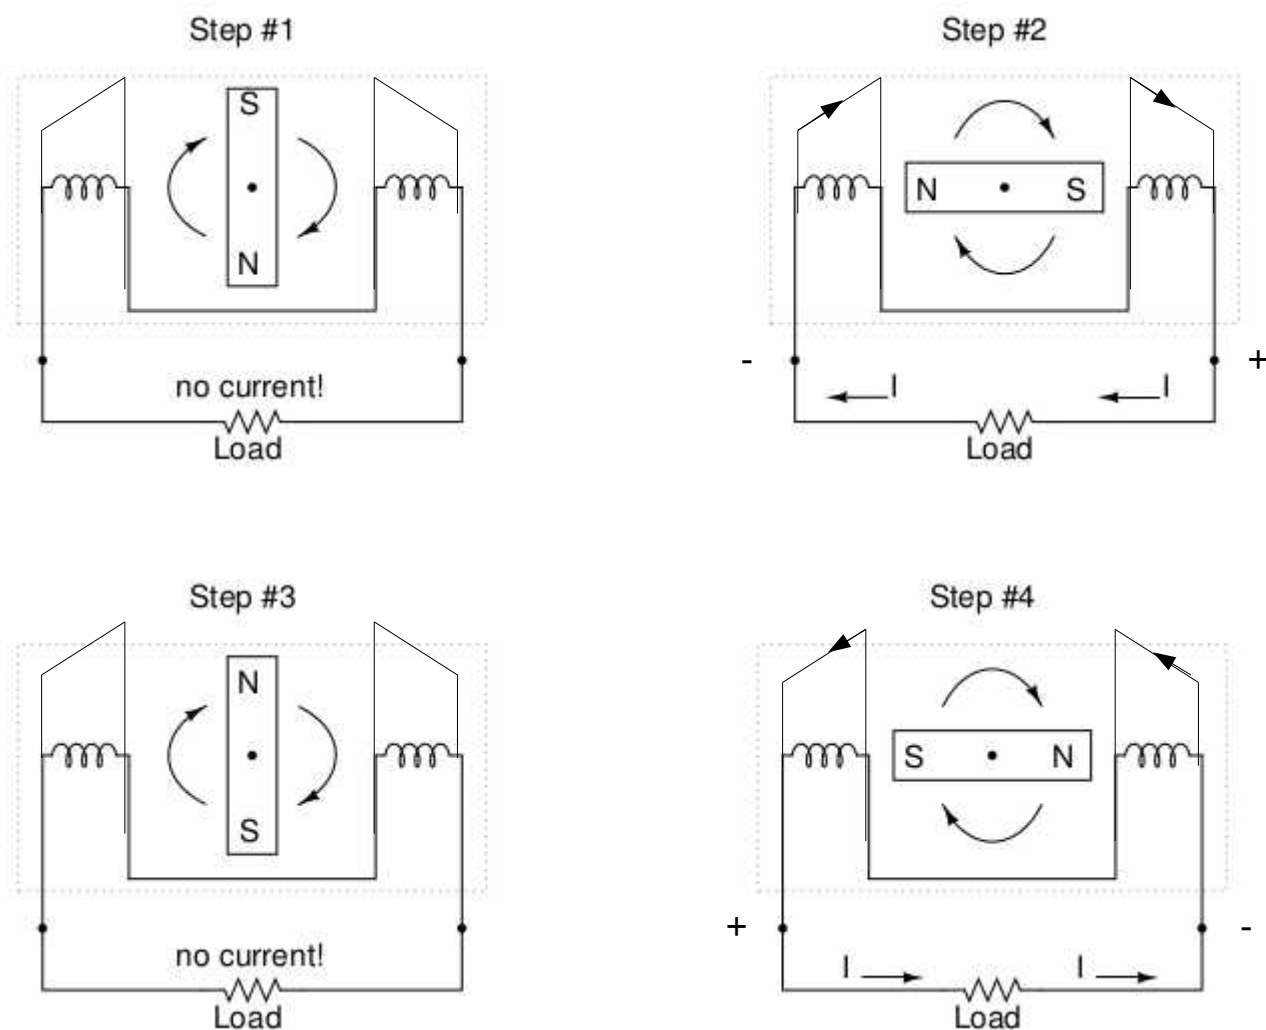 Step #1
S
N
no current!
Load
Step #2
N S
- +
I I
Load
Step #3
N
S
no current!
Load
Step #4
S N
+ -
I I
Load